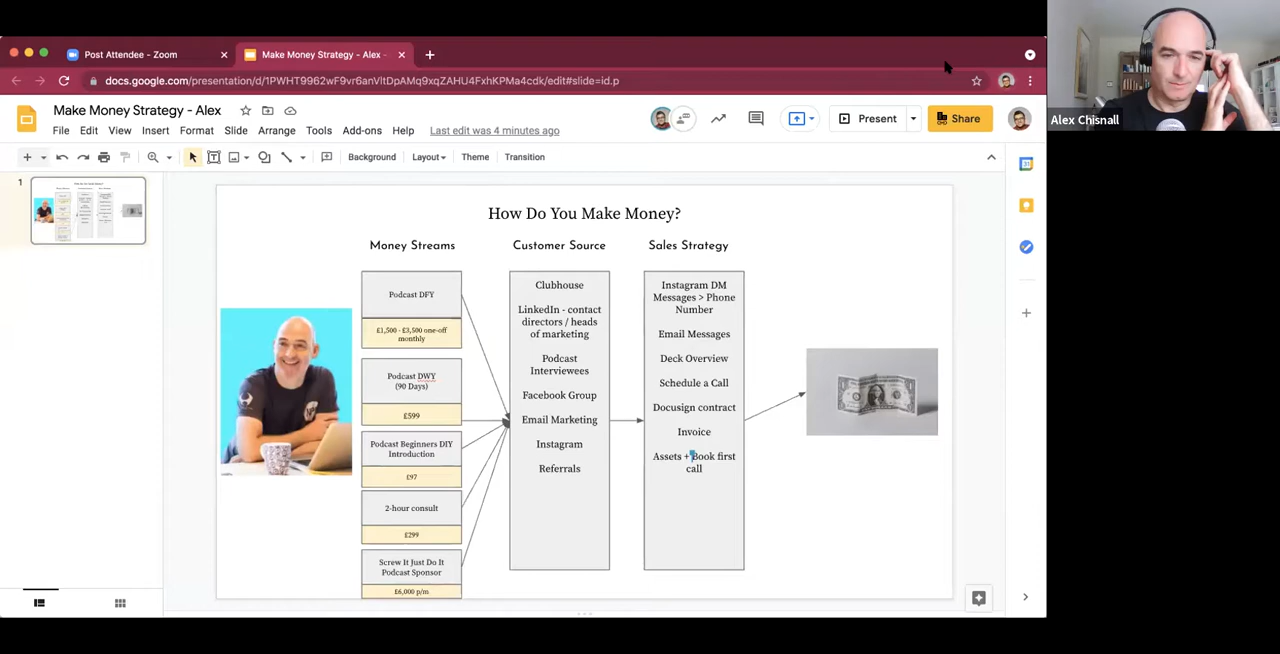 Post Attendee - Zoom
Make Money Strategy - Alex -
docs.google.com/presentation/d/1PWHT9962wF9vr6anVltDpAMq9xqZAHU4FxhKPMa4cdk/edit#slide=id.p
Alex Chisnall
Make Money Strategy - Alex
File Edit View Insert Format Slide Arrange Tools Add-ons Help Last edit was 4 minutes ago
Present
Share
Background Layout Theme Transition
1
How Do You Make Money?
Money Streams
Podcast DFY
£1,500 - £3,500 one-off
monthly
Podcast DWY
(90 Days)
£599
Podcast Beginners DIY
Introduction
£97
2-hour consult
£299
Screw It Just Do It
Podcast Sponsor
£6,000 p/m
Customer Source
Clubhouse
LinkedIn - contact
directors / heads
of marketing
Podcast
Interviewees
Facebook Group
Email Marketing
Instagram
Referrals
Sales Strategy
Instagram DM
Messages > Phone
Number
Email Messages
Deck Overview
Schedule a Call
Docusign contract
Invoice
Assets + Book first
call